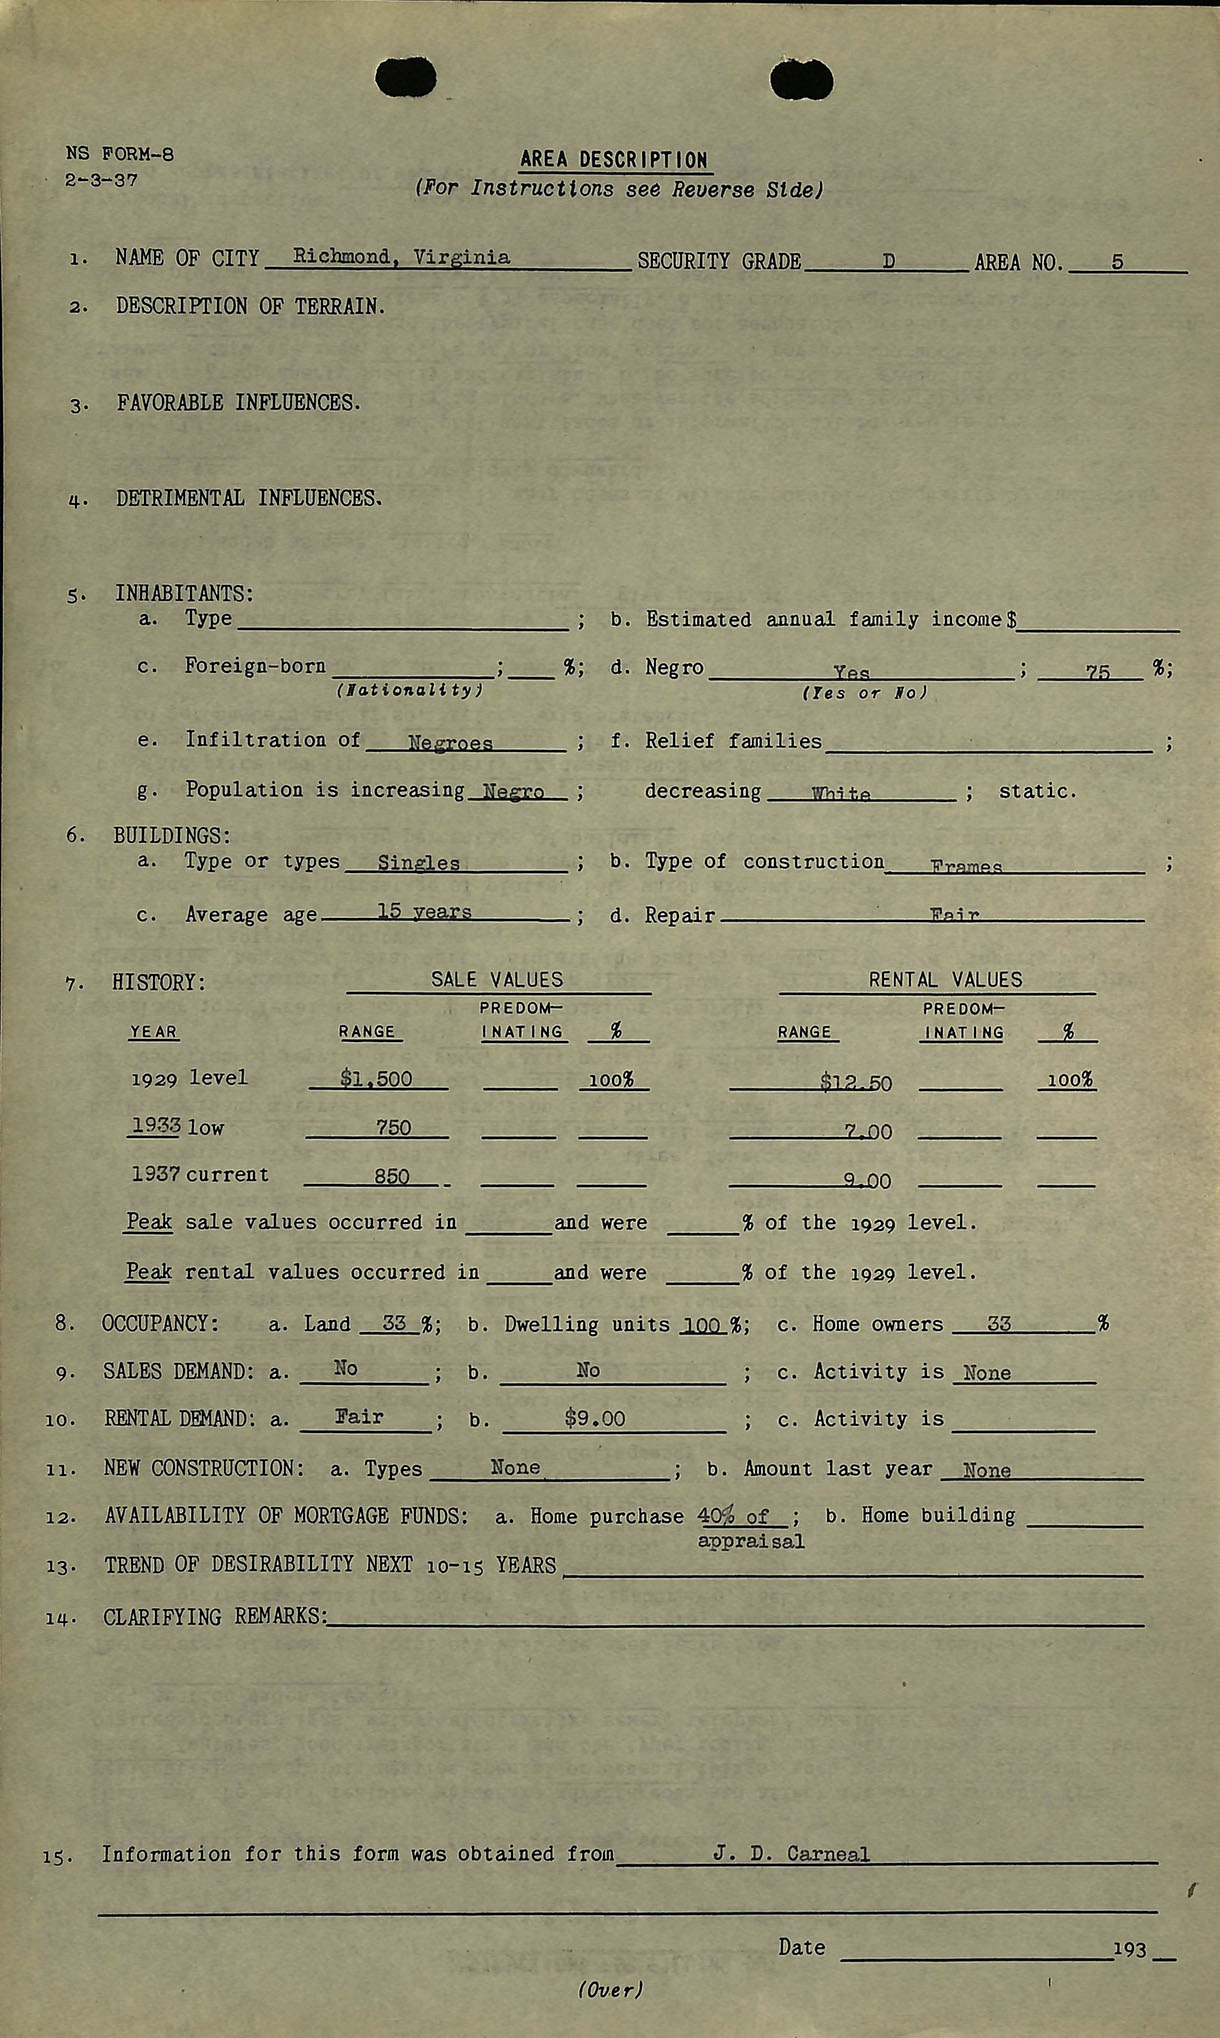 NS FORM-8
2-3-37
AREA DESCRIPTION
(For Instructions see Reverse Side)
1. NAME OF CITY Richmond, Virginia SECURITY GRADE D AREA NO. 5
2. DESCRIPTION OF TERRAIN.
3. FAVORABLE INFLUENCES.
4. DETRIMENTAL INFLUENCES.
5. INHABITANTS:
a. Type ; b. Estimated annual family income $
c. Foreign-born ; %; d. Negro Yes ; 75 %;
(Nationality) (Yes or No)
e. Infiltration of Negroes ; f. Relief families ;
g. Population is increasing Negro ; decreasing White ; static.
6. BUILDINGS:
a. Type or types Singles ; b. Type of construction Frames ;
c. Average age 15 years ; d. Repair Fair
7. HISTORY: SALE VALUES RENTAL VALUES
PREDOM- PREDOM-
YEAR RANGE INATING % RANGE INATING %
1929 level $1,500 100% $12.50 100%
1933 low 750 7.00
1937 current 850 9.00
Peak sale values occurred in and were % of the 1929 level.
Peak rental values occurred in and were % of the 1929 level.
8. OCCUPANCY: a. Land 33 %; b. Dwelling units 100 %; c. Home owners 33 %
9. SALES DEMAND: a. No ; b. No ; c. Activity is None
10. RENTAL DEMAND: a. Fair ; b. $9.00 ; c. Activity is
11. NEW CONSTRUCTION: a. Types None ; b. Amount last year None
12. AVAILABILITY OF MORTGAGE FUNDS: a. Home purchase 40% of ; b. Home building
appraisal
13. TREND OF DESIRABILITY NEXT 10-15 YEARS
14. CLARIFYING REMARKS:
15. Information for this form was obtained from J. D. Carneal
Date 193
(Over)